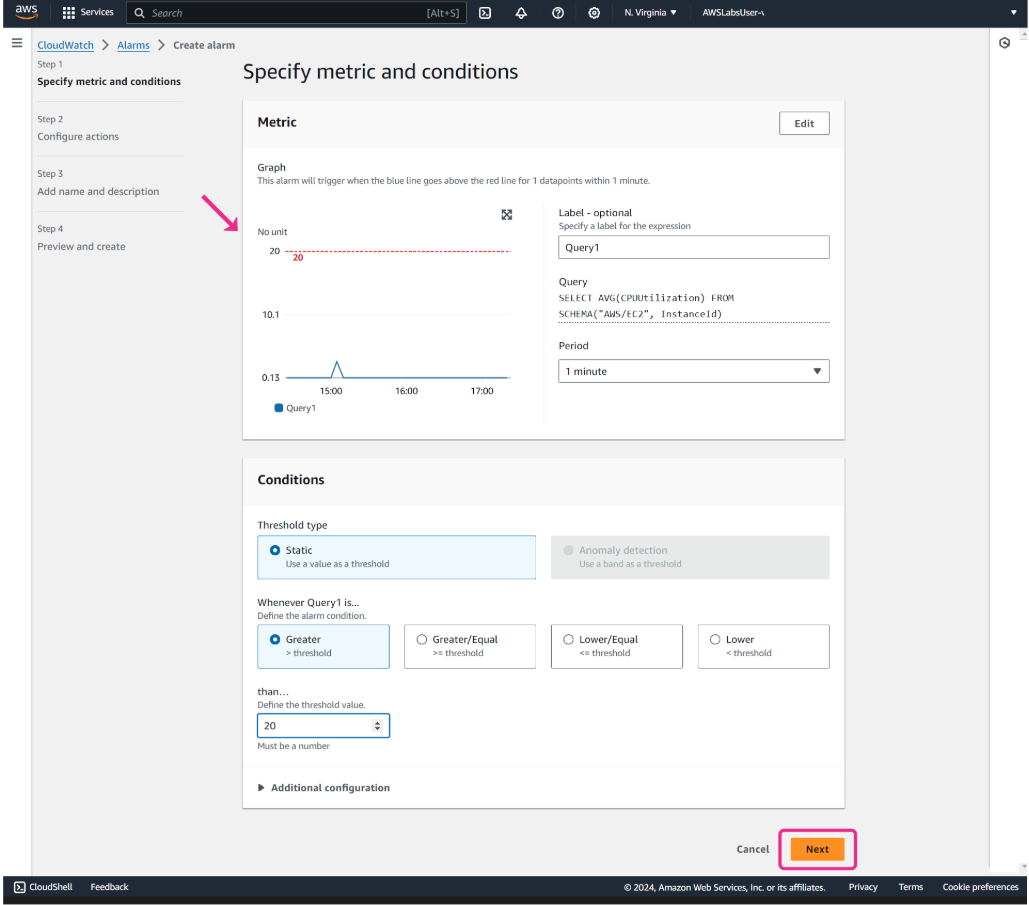 aws
Services
Search
[Alt+S]
N. Virginia
AWSLabsUser-v
CloudWatch
Alarms
Create alarm
Step 1
Specify metric and conditions
Step 2
Configure actions
Step 3
Add name and description
Step 4
Preview and create
Specify metric and conditions
Metric
Edit
Graph
This alarm will trigger when the blue line goes above the red line for 1 datapoints within 1 minute.
No unit
20
20
10.1
0.13
15:00
16:00
17:00
Query1
Label - optional
Specify a label for the expression
Query1
Query
SELECT AVG(CPUUtilization) FROM
SCHEMA("AWS/EC2", InstanceId)
Period
1 minute
Conditions
Threshold type
Static
Use a value as a threshold
Anomaly detection
Use a band as a threshold
Whenever Query1 is...
Define the alarm condition.
Greater
> threshold
Greater/Equal
>= threshold
Lower/Equal
<= threshold
Lower
< threshold
than...
Define the threshold value.
20
Must be a number
Additional configuration
Cancel
Next
CloudShell
Feedback
© 2024, Amazon Web Services, Inc. or its affiliates.
Privacy
Terms
Cookie preferences